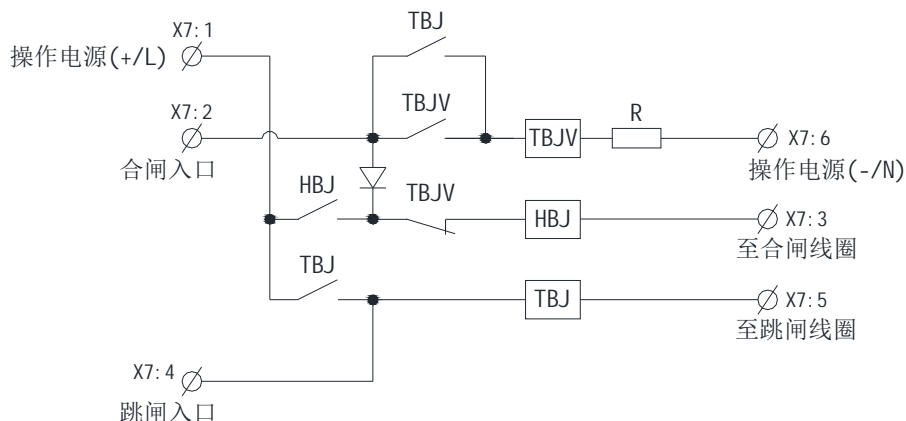 TBJ
X7:1
操作电源(+/L)
X7:2
TBJV
R
TBJV
X7:6
合闸入口
操作电源(-/N)
HBJ
TBJV
HBJ
X7:3
至合闸线圈
TBJ
TBJ
X7:5
至跳闸线圈
X7:4
跳闸入口